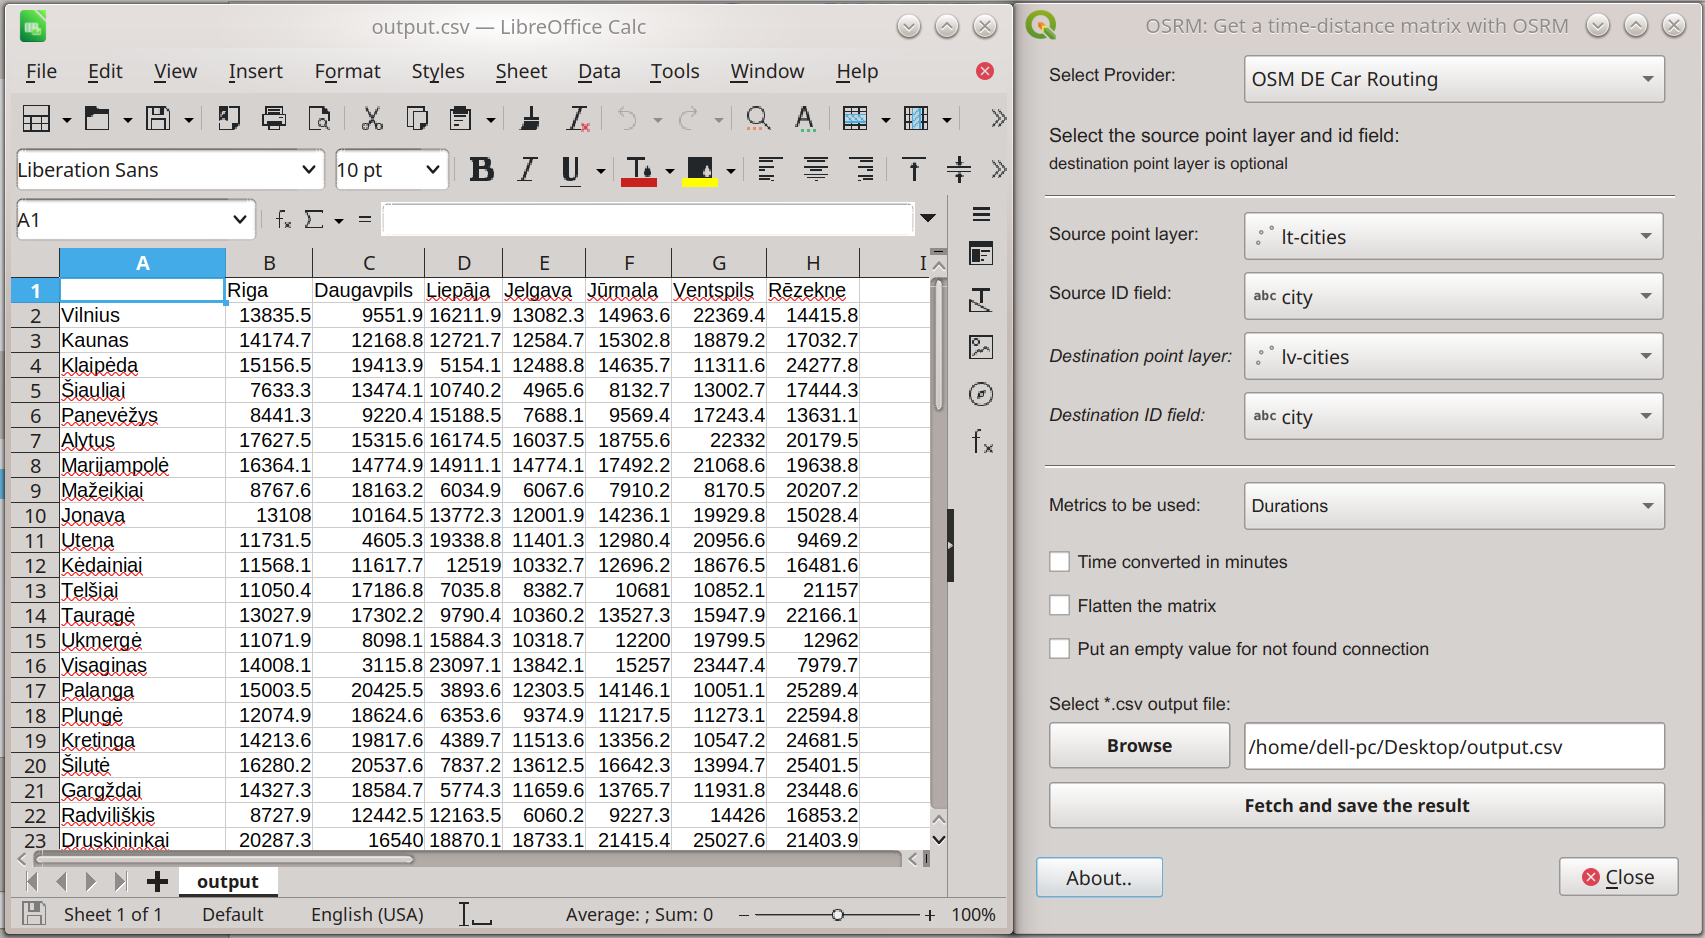 output.csv — LibreOffice Calc
File Edit View Insert Format Styles Sheet Data Tools Window Help
Liberation Sans 10 pt
A1
A B C D E F G H I
1 Riga Daugavpils Liepāja Jelgava Jūrmala Ventspils Rēzekne
2 Vilnius 13835.5 9551.9 16211.9 13082.3 14963.6 22369.4 14415.8
3 Kaunas 14174.7 12168.8 12721.7 12584.7 15302.8 18879.2 17032.7
4 Klaipėda 15156.5 19413.9 5154.1 12488.8 14635.7 11311.6 24277.8
5 Šiauliai 7633.3 13474.1 10740.2 4965.6 8132.7 13002.7 17444.3
6 Panevėžys 8441.3 9220.4 15188.5 7688.1 9569.4 17243.4 13631.1
7 Alytus 17627.5 15315.6 16174.5 16037.5 18755.6 22332 20179.5
8 Marijampolė 16364.1 14774.9 14911.1 14774.1 17492.2 21068.6 19638.8
9 Mažeikiai 8767.6 18163.2 6034.9 6067.6 7910.2 8170.5 20207.2
10 Jonava 13108 10164.5 13772.3 12001.9 14236.1 19929.8 15028.4
11 Utena 11731.5 4605.3 19338.8 11401.3 12980.4 20956.6 9469.2
12 Kėdainiai 11568.1 11617.7 12519 10332.7 12696.2 18676.5 16481.6
13 Telšiai 11050.4 17186.8 7035.8 8382.7 10681 10852.1 21157
14 Tauragė 13027.9 17302.2 9790.4 10360.2 13527.3 15947.9 22166.1
15 Ukmergė 11071.9 8098.1 15884.3 10318.7 12200 19799.5 12962
16 Visaginas 14008.1 3115.8 23097.1 13842.1 15257 23447.4 7979.7
17 Palanga 15003.5 20425.5 3893.6 12303.5 14146.1 10051.1 25289.4
18 Plungė 12074.9 18624.6 6353.6 9374.9 11217.5 11273.1 22594.8
19 Kretinga 14213.6 19817.6 4389.7 11513.6 13356.2 10547.2 24681.5
20 Šilutė 16280.2 20537.6 7837.2 13612.5 16642.3 13994.7 25401.5
21 Gargždai 14327.3 18584.7 5774.3 11659.6 13765.7 11931.8 23448.6
22 Radviliškis 8727.9 12442.5 12163.5 6060.2 9227.3 14426 16853.2
23 Druskininkai 20287.3 16540 18870.1 18733.1 21415.4 25027.6 21403.9
output
Sheet 1 of 1 Default English (USA) Average: ; Sum: 0 100%
OSRM: Get a time-distance matrix with OSRM
Select Provider: OSM DE Car Routing
Select the source point layer and id field:
destination point layer is optional
Source point layer: lt-cities
Source ID field: abc city
Destination point layer: lv-cities
Destination ID field: abc city
Metrics to be used: Durations
Time converted in minutes
Flatten the matrix
Put an empty value for not found connection
Select *.csv output file:
Browse /home/dell-pc/Desktop/output.csv
Fetch and save the result
About.. Close